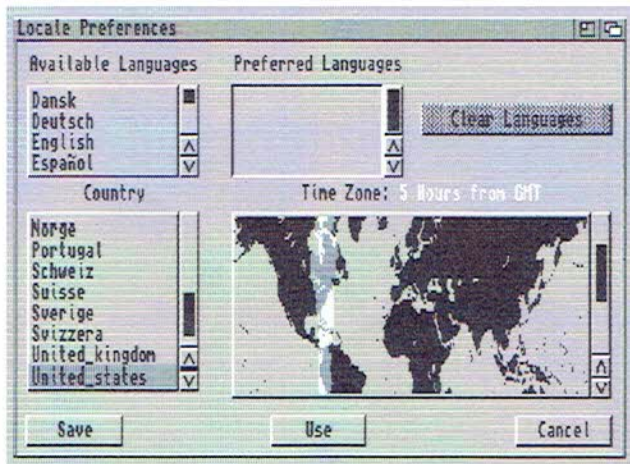 Locale Preferences
Available Languages
Preferred Languages
Dansk
Deutsch
English
Español
Clear Languages
Country
Time Zone: 5 Hours from GMT
Norge
Portugal
Schweiz
Suisse
Sverige
Svizzera
United_kingdom
United_states
Save
Use
Cancel